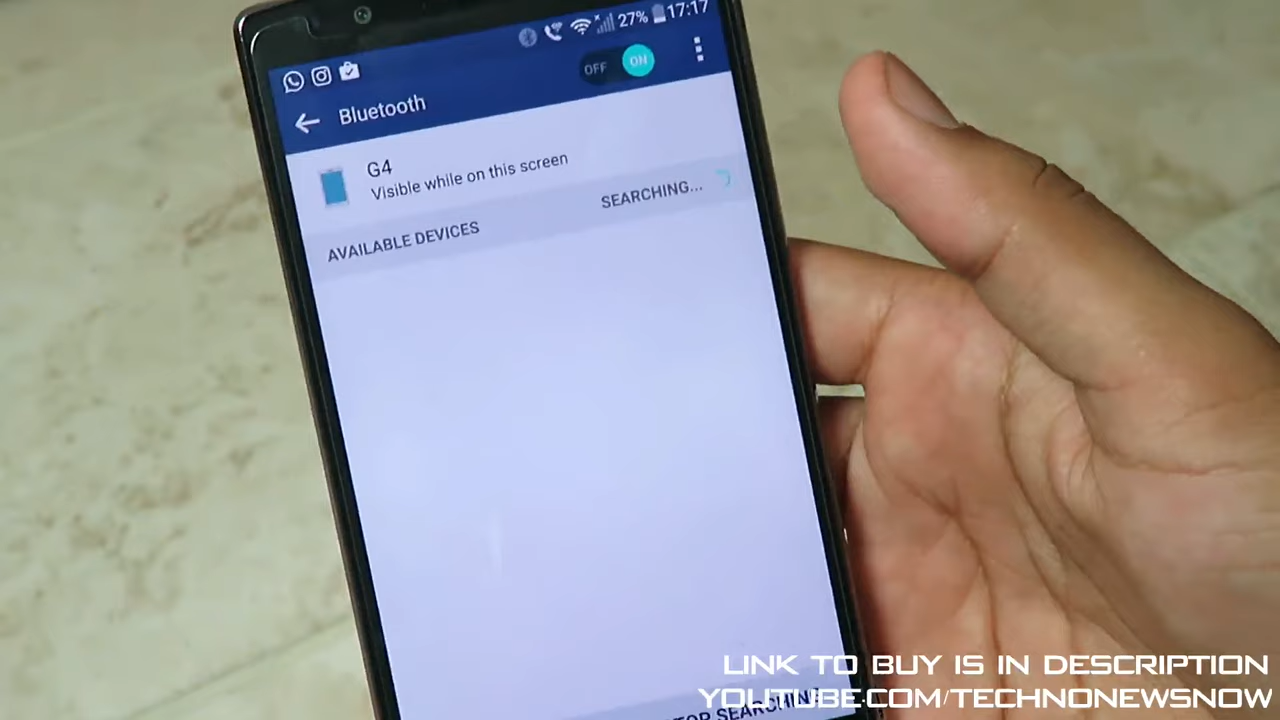 27% 17:17
OFF ON
Bluetooth
G4
Visible while on this screen
SEARCHING...
AVAILABLE DEVICES
SEARCHING
LINK TO BUY IS IN DESCRIPTION
YOUTUBE.COM/TECHNONEWSNOW